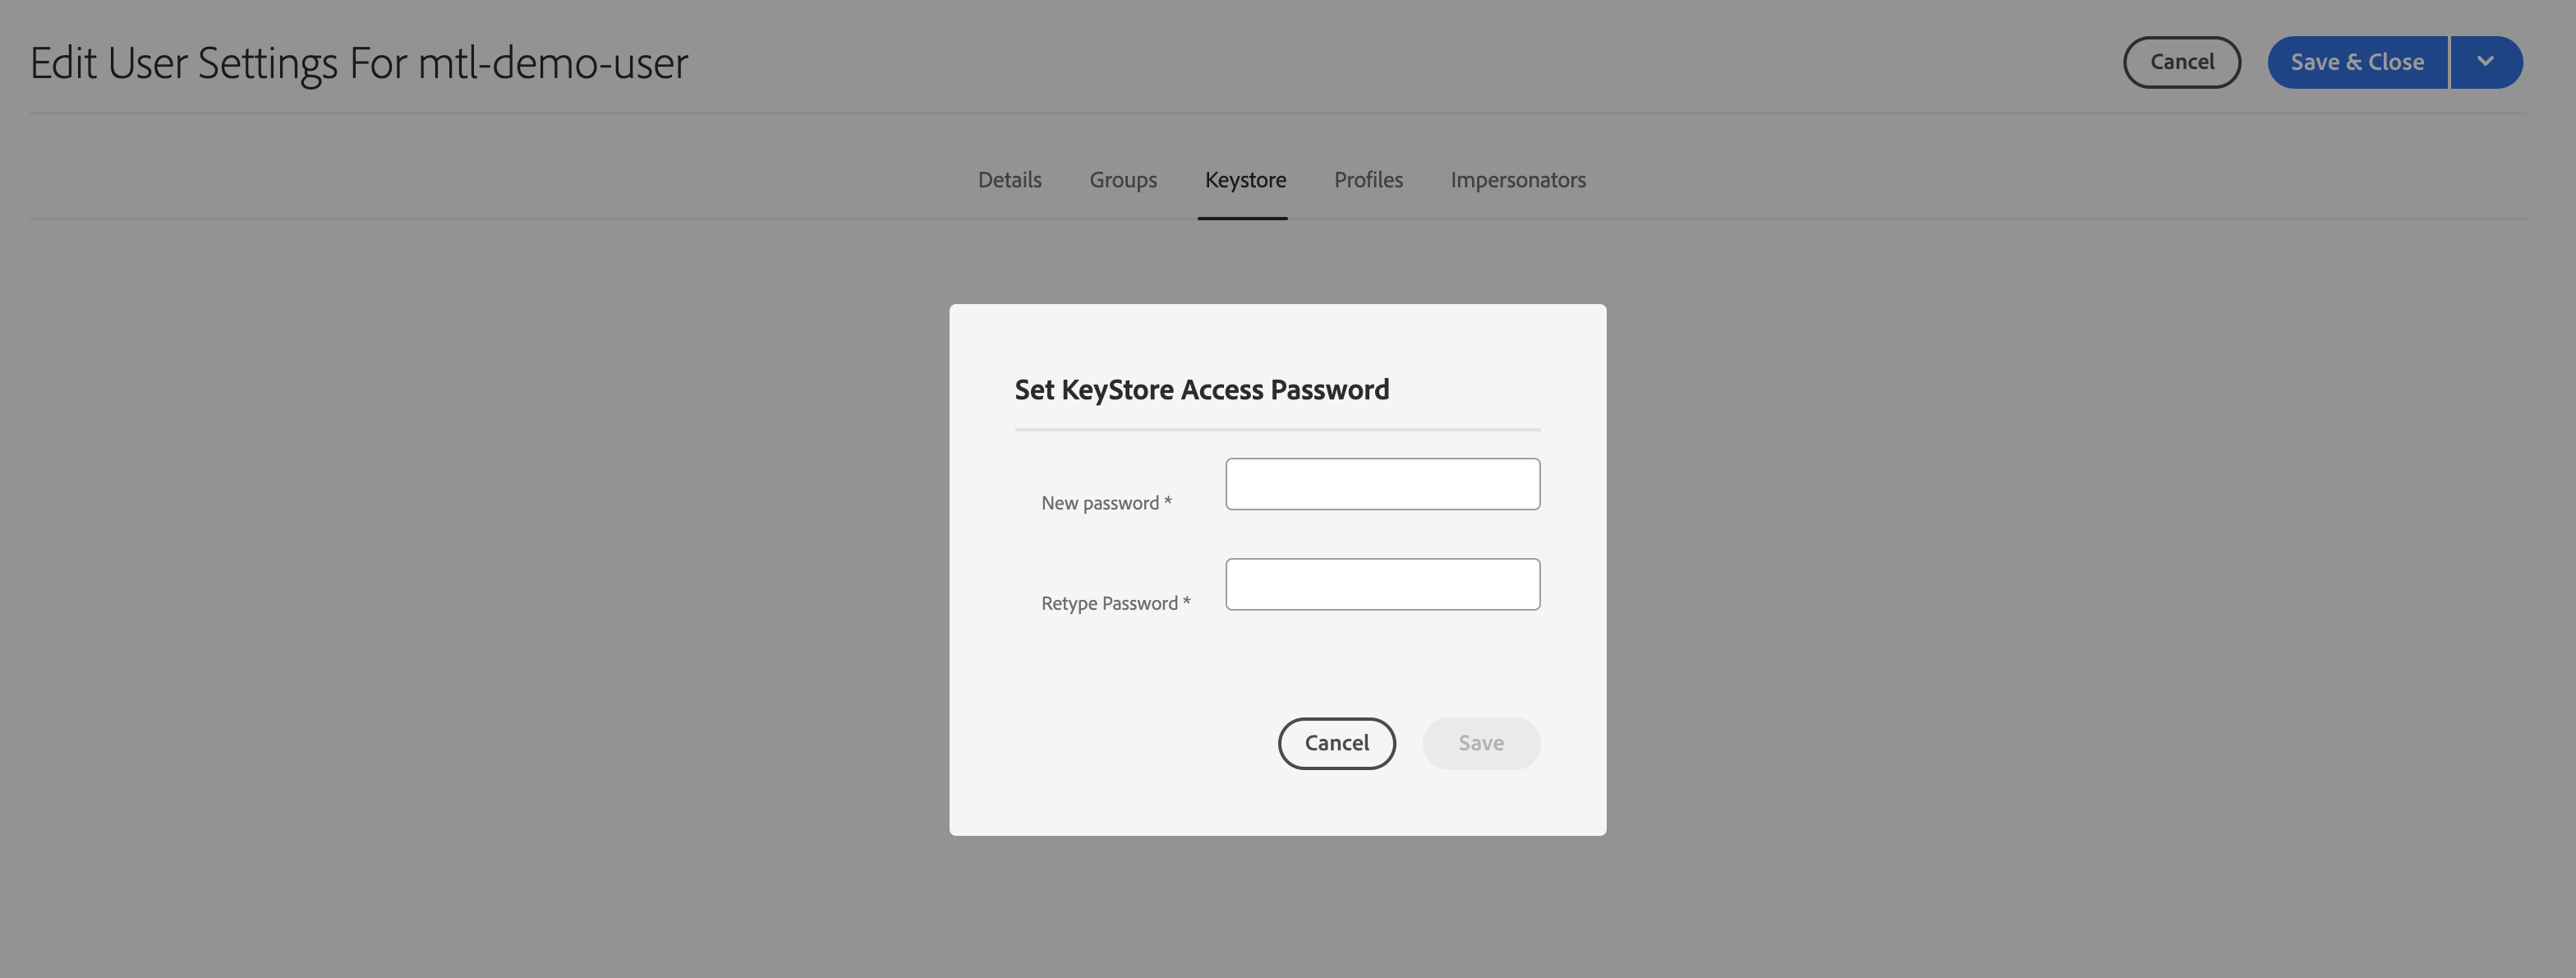 Edit User Settings For mtl-demo-user
Cancel
Save & Close
Details Groups Keystore Profiles Impersonators
Set KeyStore Access Password
New password *
Retype Password *
Cancel
Save